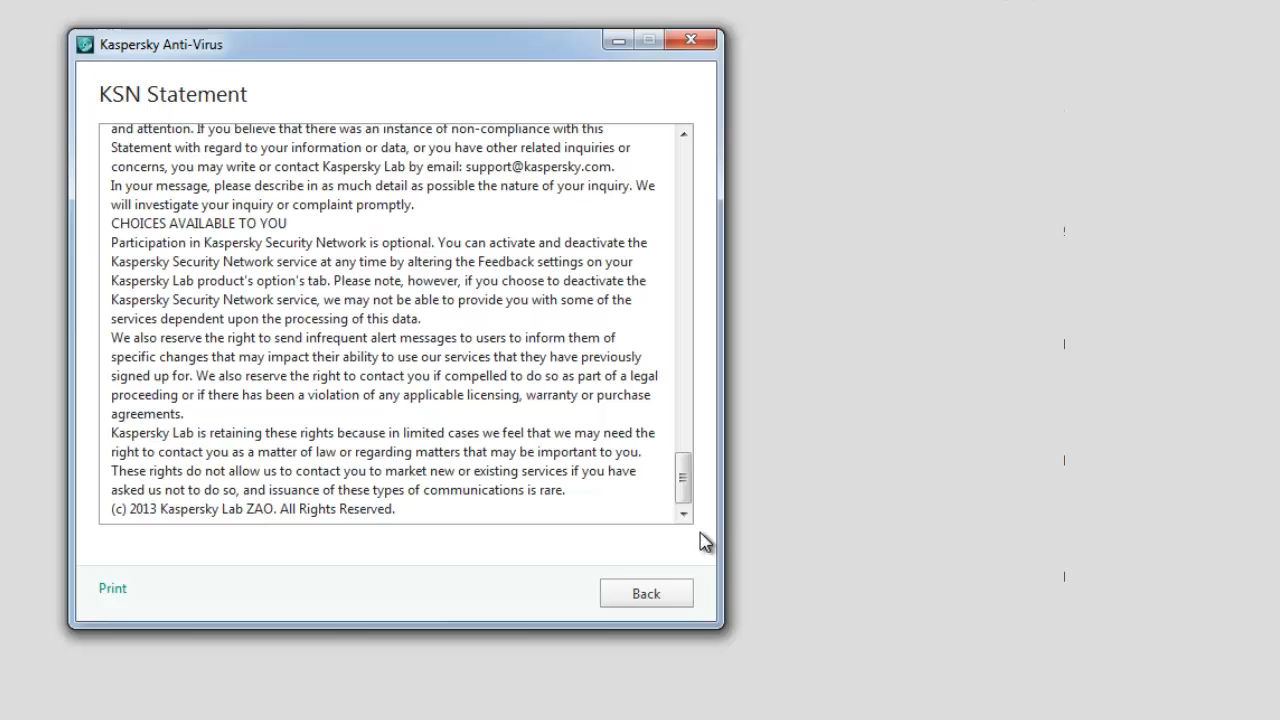 Kaspersky Anti-Virus
KSN Statement
and attention. If you believe that there was an instance of non-compliance with this
Statement with regard to your information or data, or you have other related inquiries or
concerns, you may write or contact Kaspersky Lab by email: support@kaspersky.com.
In your message, please describe in as much detail as possible the nature of your inquiry. We
will investigate your inquiry or complaint promptly.
CHOICES AVAILABLE TO YOU
Participation in Kaspersky Security Network is optional. You can activate and deactivate the
Kaspersky Security Network service at any time by altering the Feedback settings on your
Kaspersky Lab product's option's tab. Please note, however, if you choose to deactivate the
Kaspersky Security Network service, we may not be able to provide you with some of the
services dependent upon the processing of this data.
We also reserve the right to send infrequent alert messages to users to inform them of
specific changes that may impact their ability to use our services that they have previously
signed up for. We also reserve the right to contact you if compelled to do so as part of a legal
proceeding or if there has been a violation of any applicable licensing, warranty or purchase
agreements.
Kaspersky Lab is retaining these rights because in limited cases we feel that we may need the
right to contact you as a matter of law or regarding matters that may be important to you.
These rights do not allow us to contact you to market new or existing services if you have
asked us not to do so, and issuance of these types of communications is rare.
(c) 2013 Kaspersky Lab ZAO. All Rights Reserved.
Print
Back